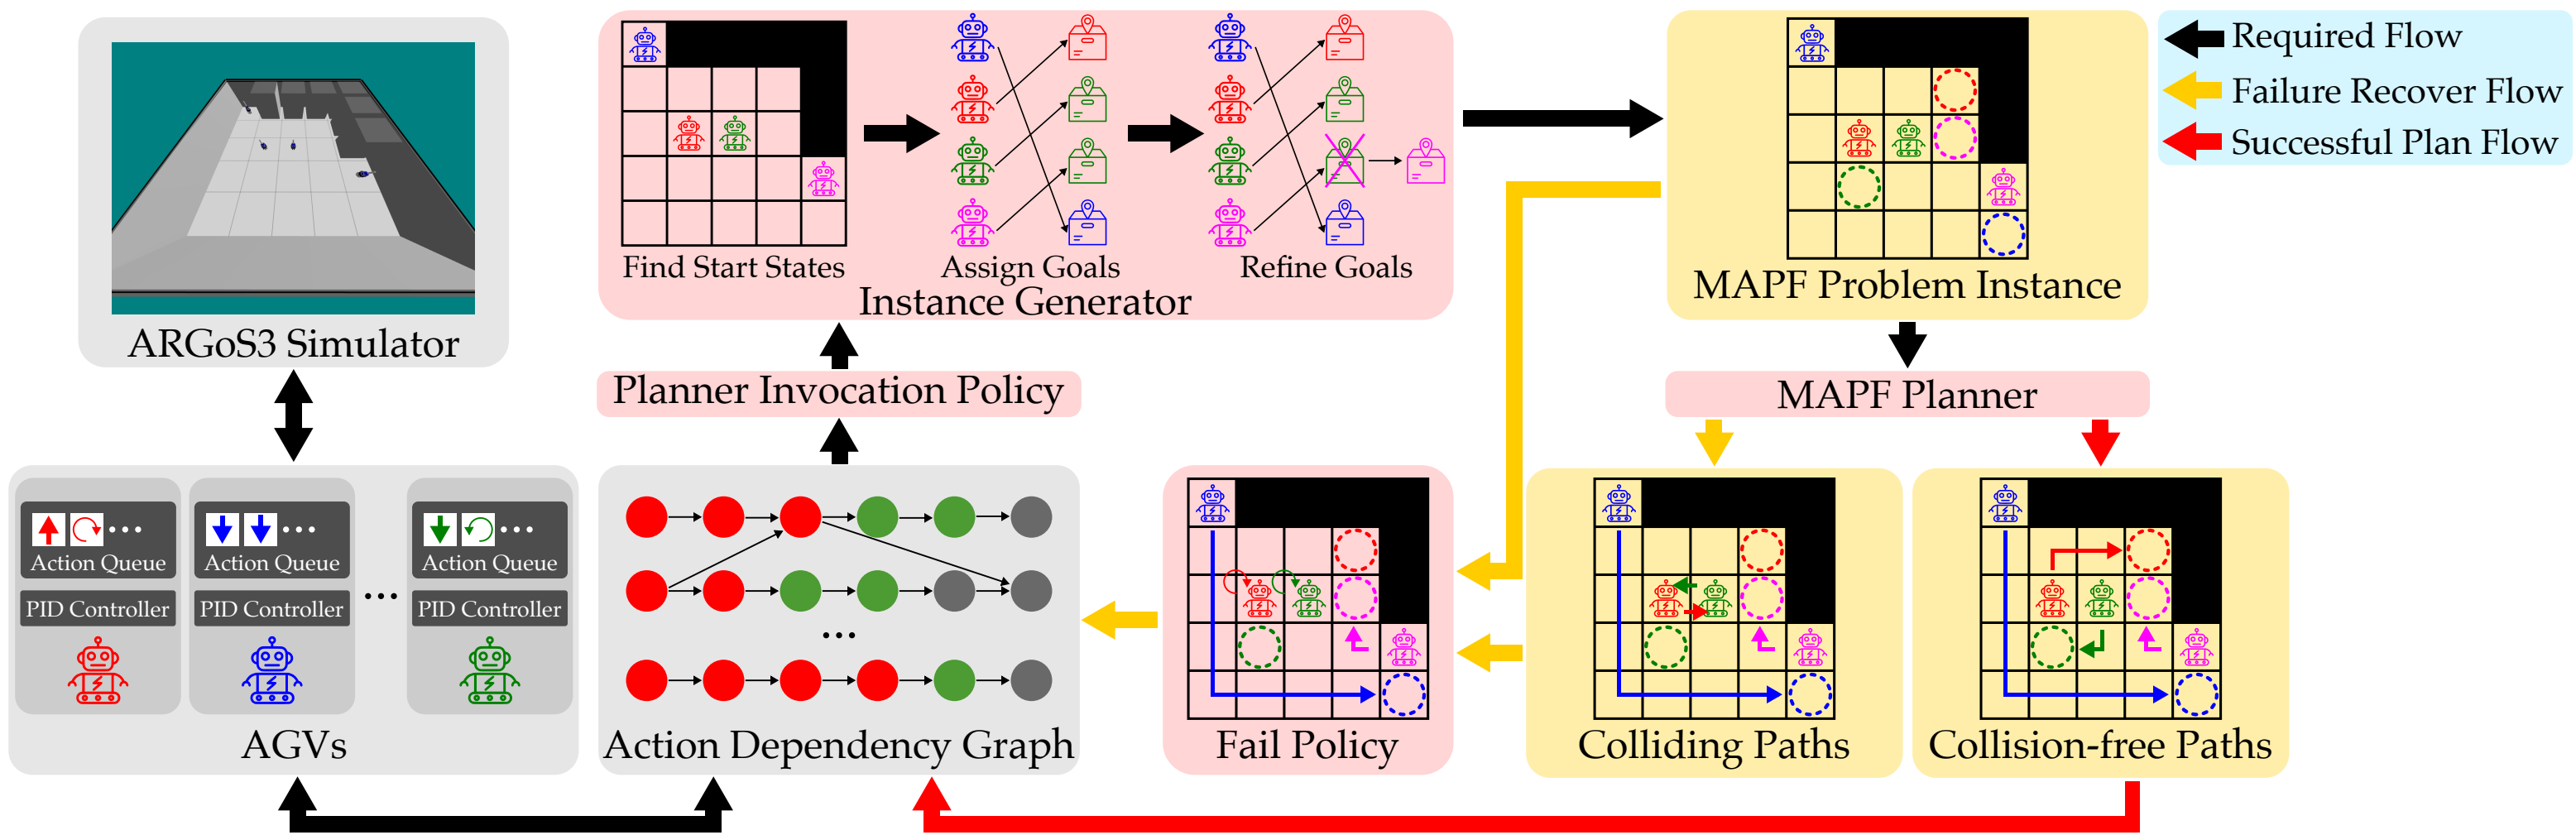 Required Flow
Failure Recover Flow
Successful Plan Flow
Find Start States
Assign Goals
Refine Goals
Instance Generator
MAPF Problem Instance
ARGoS3 Simulator
Planner Invocation Policy
MAPF Planner
Action Queue
PID Controller
Action Queue
PID Controller
...
Action Queue
PID Controller
AGVs
...
Action Dependency Graph
Fail Policy
Colliding Paths
Collision-free Paths